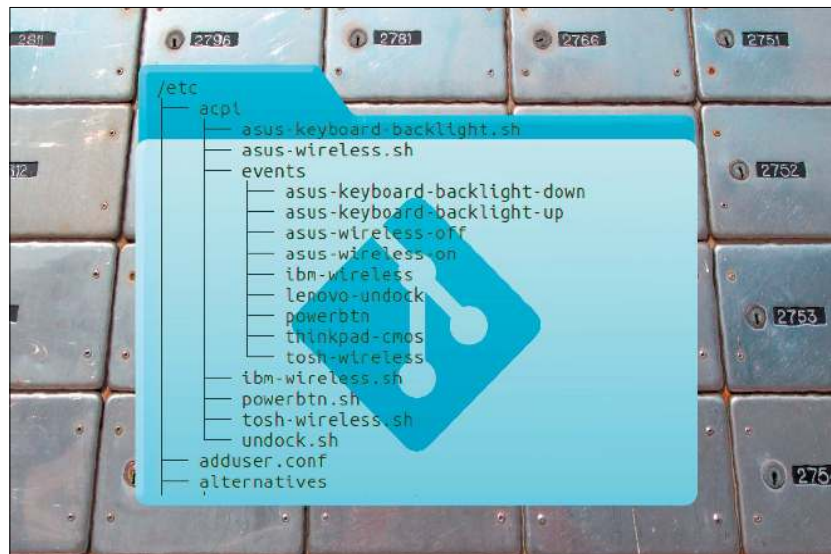 2796
2781
2766
2751
/etc
├── acpi
│   ├── asus-keyboard-backlight.sh
│   ├── asus-wireless.sh
│   ├── events
│   │   ├── asus-keyboard-backlight-down
│   │   ├── asus-keyboard-backlight-up
│   │   ├── asus-wireless-off
│   │   ├── asus-wireless-on
│   │   ├── ibm-wireless
│   │   ├── lenovo-undock
│   │   ├── powerbtn
│   │   ├── thinkpad-cmos
│   │   └── tosh-wireless
│   ├── ibm-wireless.sh
│   ├── powerbtn.sh
│   ├── tosh-wireless.sh
│   └── undock.sh
├── adduser.conf
├── alternatives
2752
2753